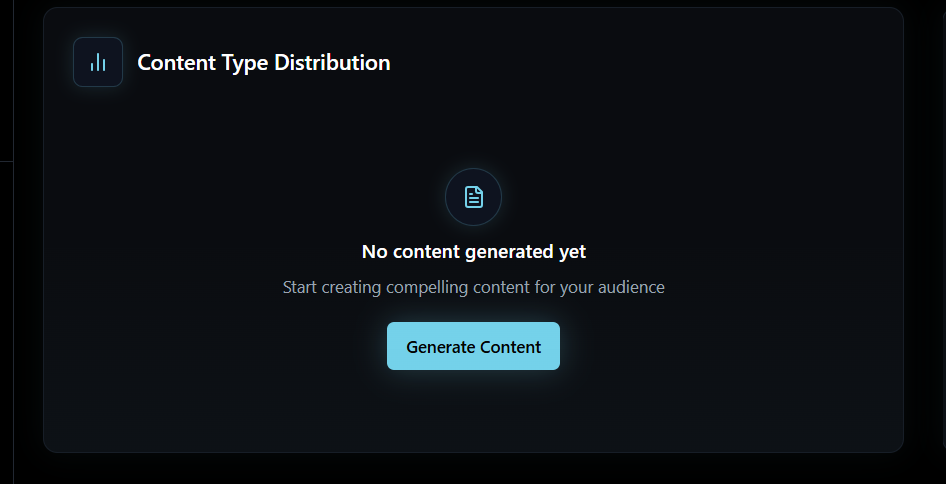 Content Type Distribution
No content generated yet
Start creating compelling content for your audience
Generate Content